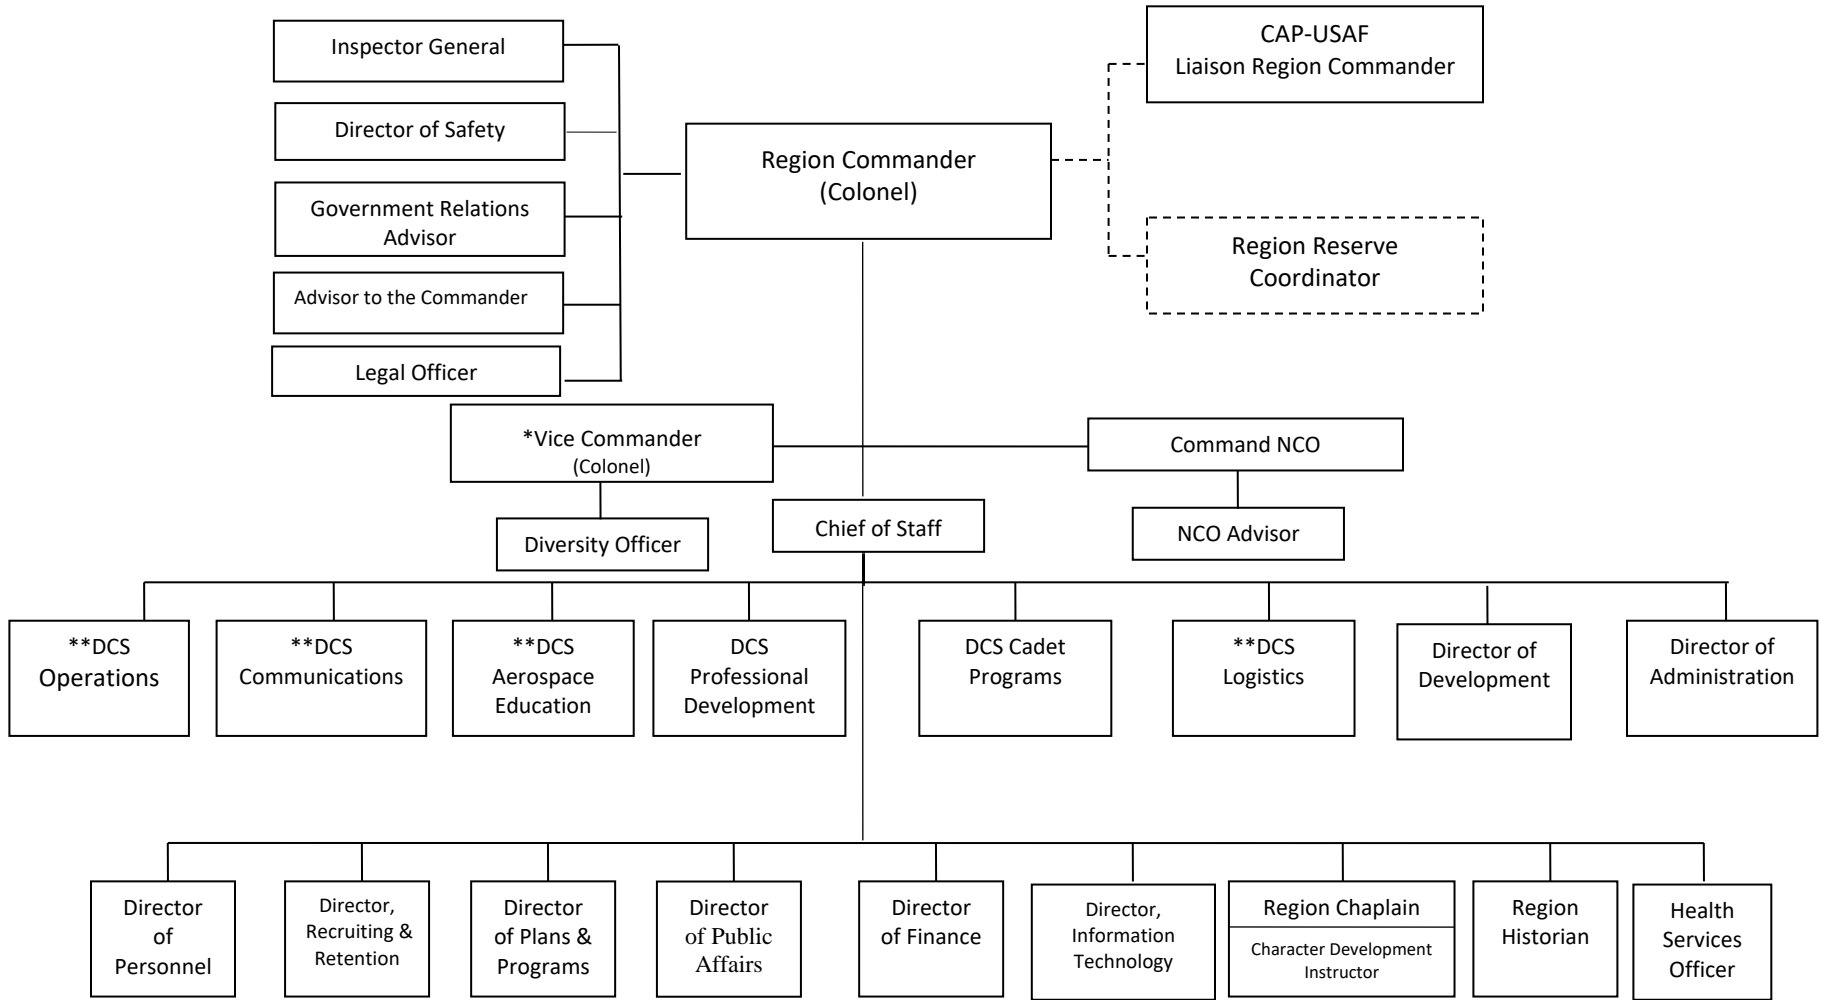 Inspector General
CAP-USAF
Liaison Region Commander
Director of Safety
Region Commander
(Colonel)
Government Relations
Advisor
Region Reserve
Coordinator
Advisor to the Commander
Legal Officer
*Vice Commander
(Colonel)
Command NCO
Chief of Staff
Diversity Officer
NCO Advisor
**DCS
Operations
**DCS
Communications
**DCS
Aerospace
Education
DCS
Professional
Development
DCS Cadet
Programs
**DCS
Logistics
Director of
Development
Director of
Administration
Director
of
Personnel
Director,
Recruiting &
Retention
Director
of Plans &
Programs
Director
of Public
Affairs
Director
of Finance
Director,
Information
Technology
Region Chaplain
Character Development
Instructor
Region
Historian
Health
Services
Officer